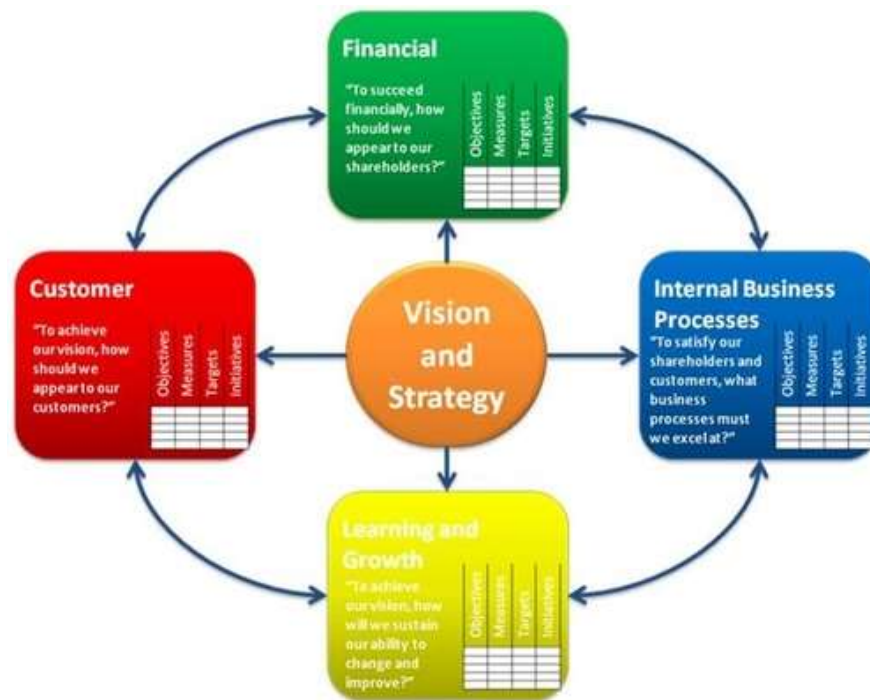 Financial
“To succeed
financially, how
should we
appear to our
shareholders?”
Objectives
Measures
Targets
Initiatives
Customer
“To achieve
our vision, how
should we
appear to our
customers?”
Objectives
Measures
Targets
Initiatives
Vision
and
Strategy
Internal Business
Processes
“To satisfy our
shareholders and
customers, what
business
processes must
we excel at?”
Objectives
Measures
Targets
Initiatives
Learning and
Growth
“To achieve
our vision, how
will we sustain
our ability to
change and
improve?”
Objectives
Measures
Targets
Initiatives